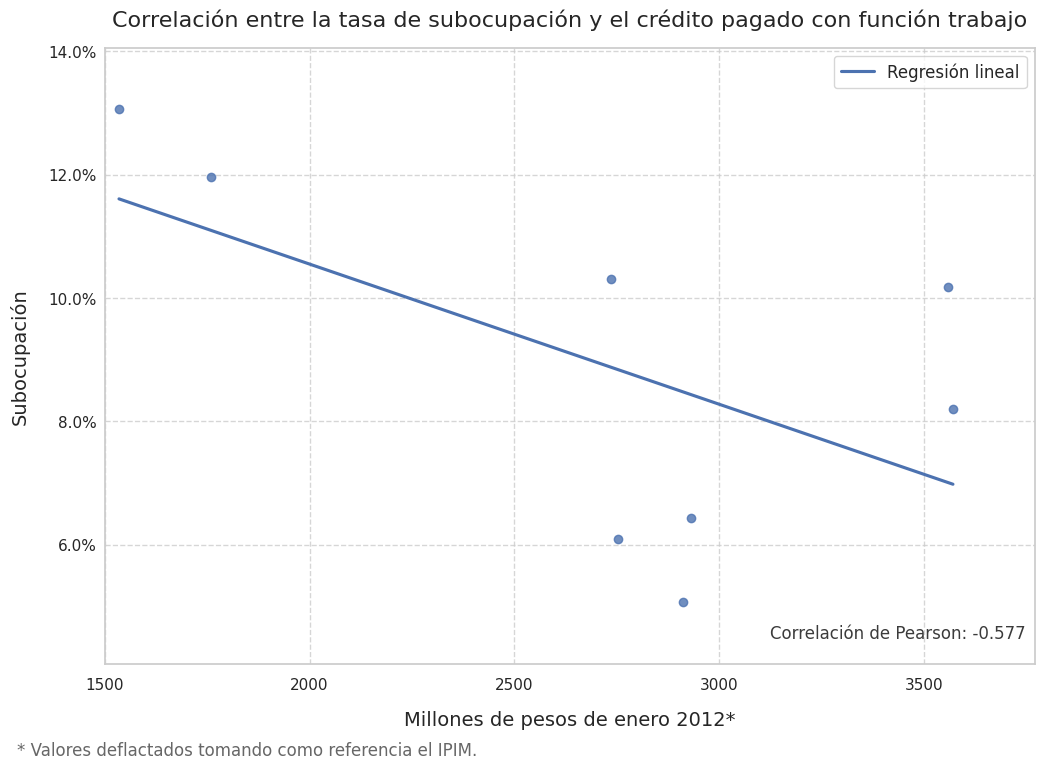 Correlación entre la tasa de subocupación y el crédito pagado con función trabajo
Regresión lineal
14.0%
12.0%
10.0%
8.0%
6.0%
Subocupación
Correlación de Pearson: -0.577
1500
2000
2500
3000
3500
Millones de pesos de enero 2012*
* Valores deflactados tomando como referencia el IPIM.